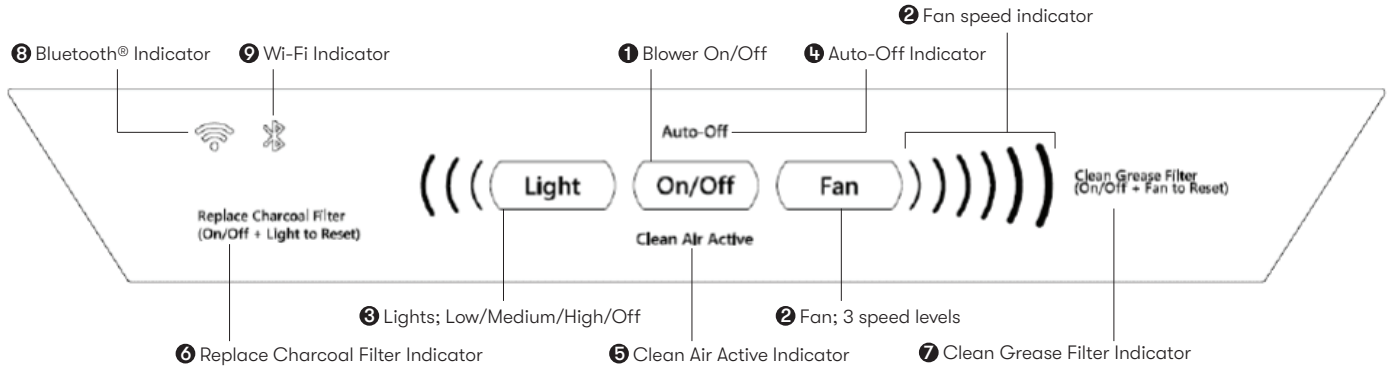 ❷ Fan speed indicator
❽ Bluetooth® Indicator
❾ Wi-Fi Indicator
❶ Blower On/Off
❹ Auto-Off Indicator
Auto-Off
Light
On/Off
Fan
Clean Grease Filter
(On/Off + Fan to Reset)
Replace Charcoal Filter
(On/Off + Light to Reset)
Clean Air Active
❸ Lights; Low/Medium/High/Off
❷ Fan; 3 speed levels
❻ Replace Charcoal Filter Indicator
❺ Clean Air Active Indicator
❼ Clean Grease Filter Indicator